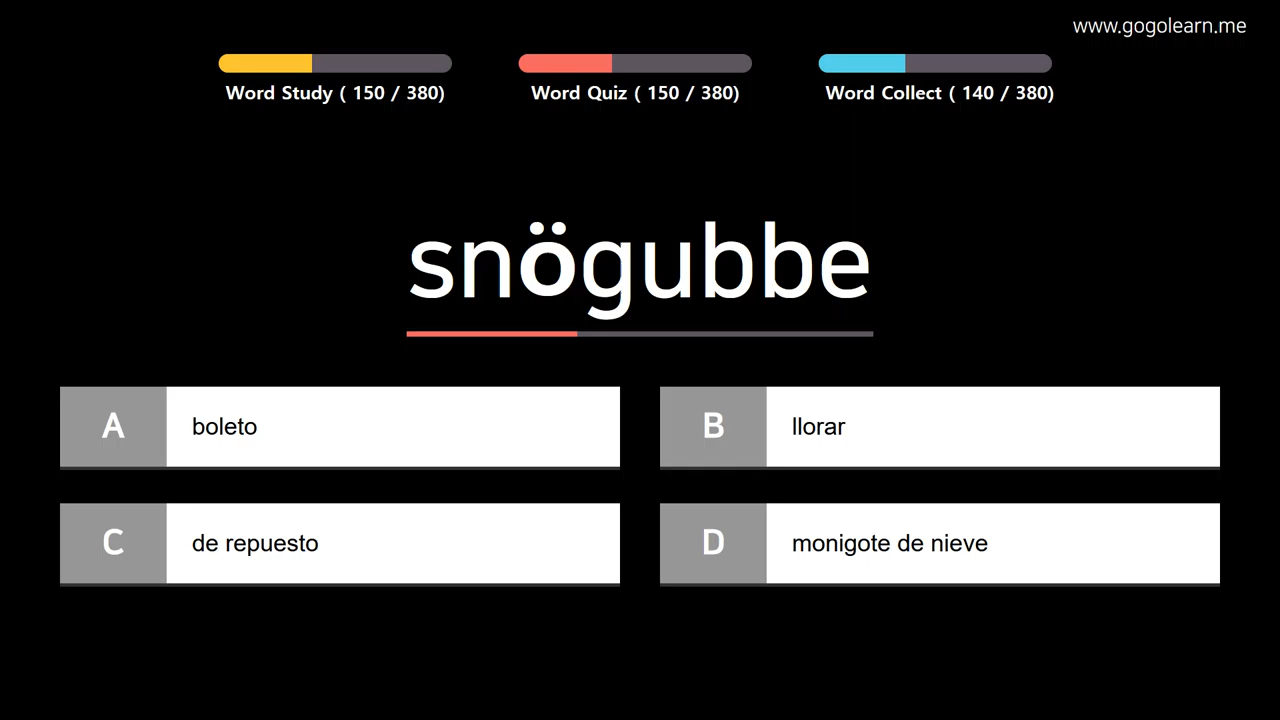 www.gogolearn.me
Word Study ( 150 / 380)
Word Quiz ( 150 / 380)
Word Collect ( 140 / 380)
snögubbe
A boleto
B llorar
C de repuesto
D monigote de nieve